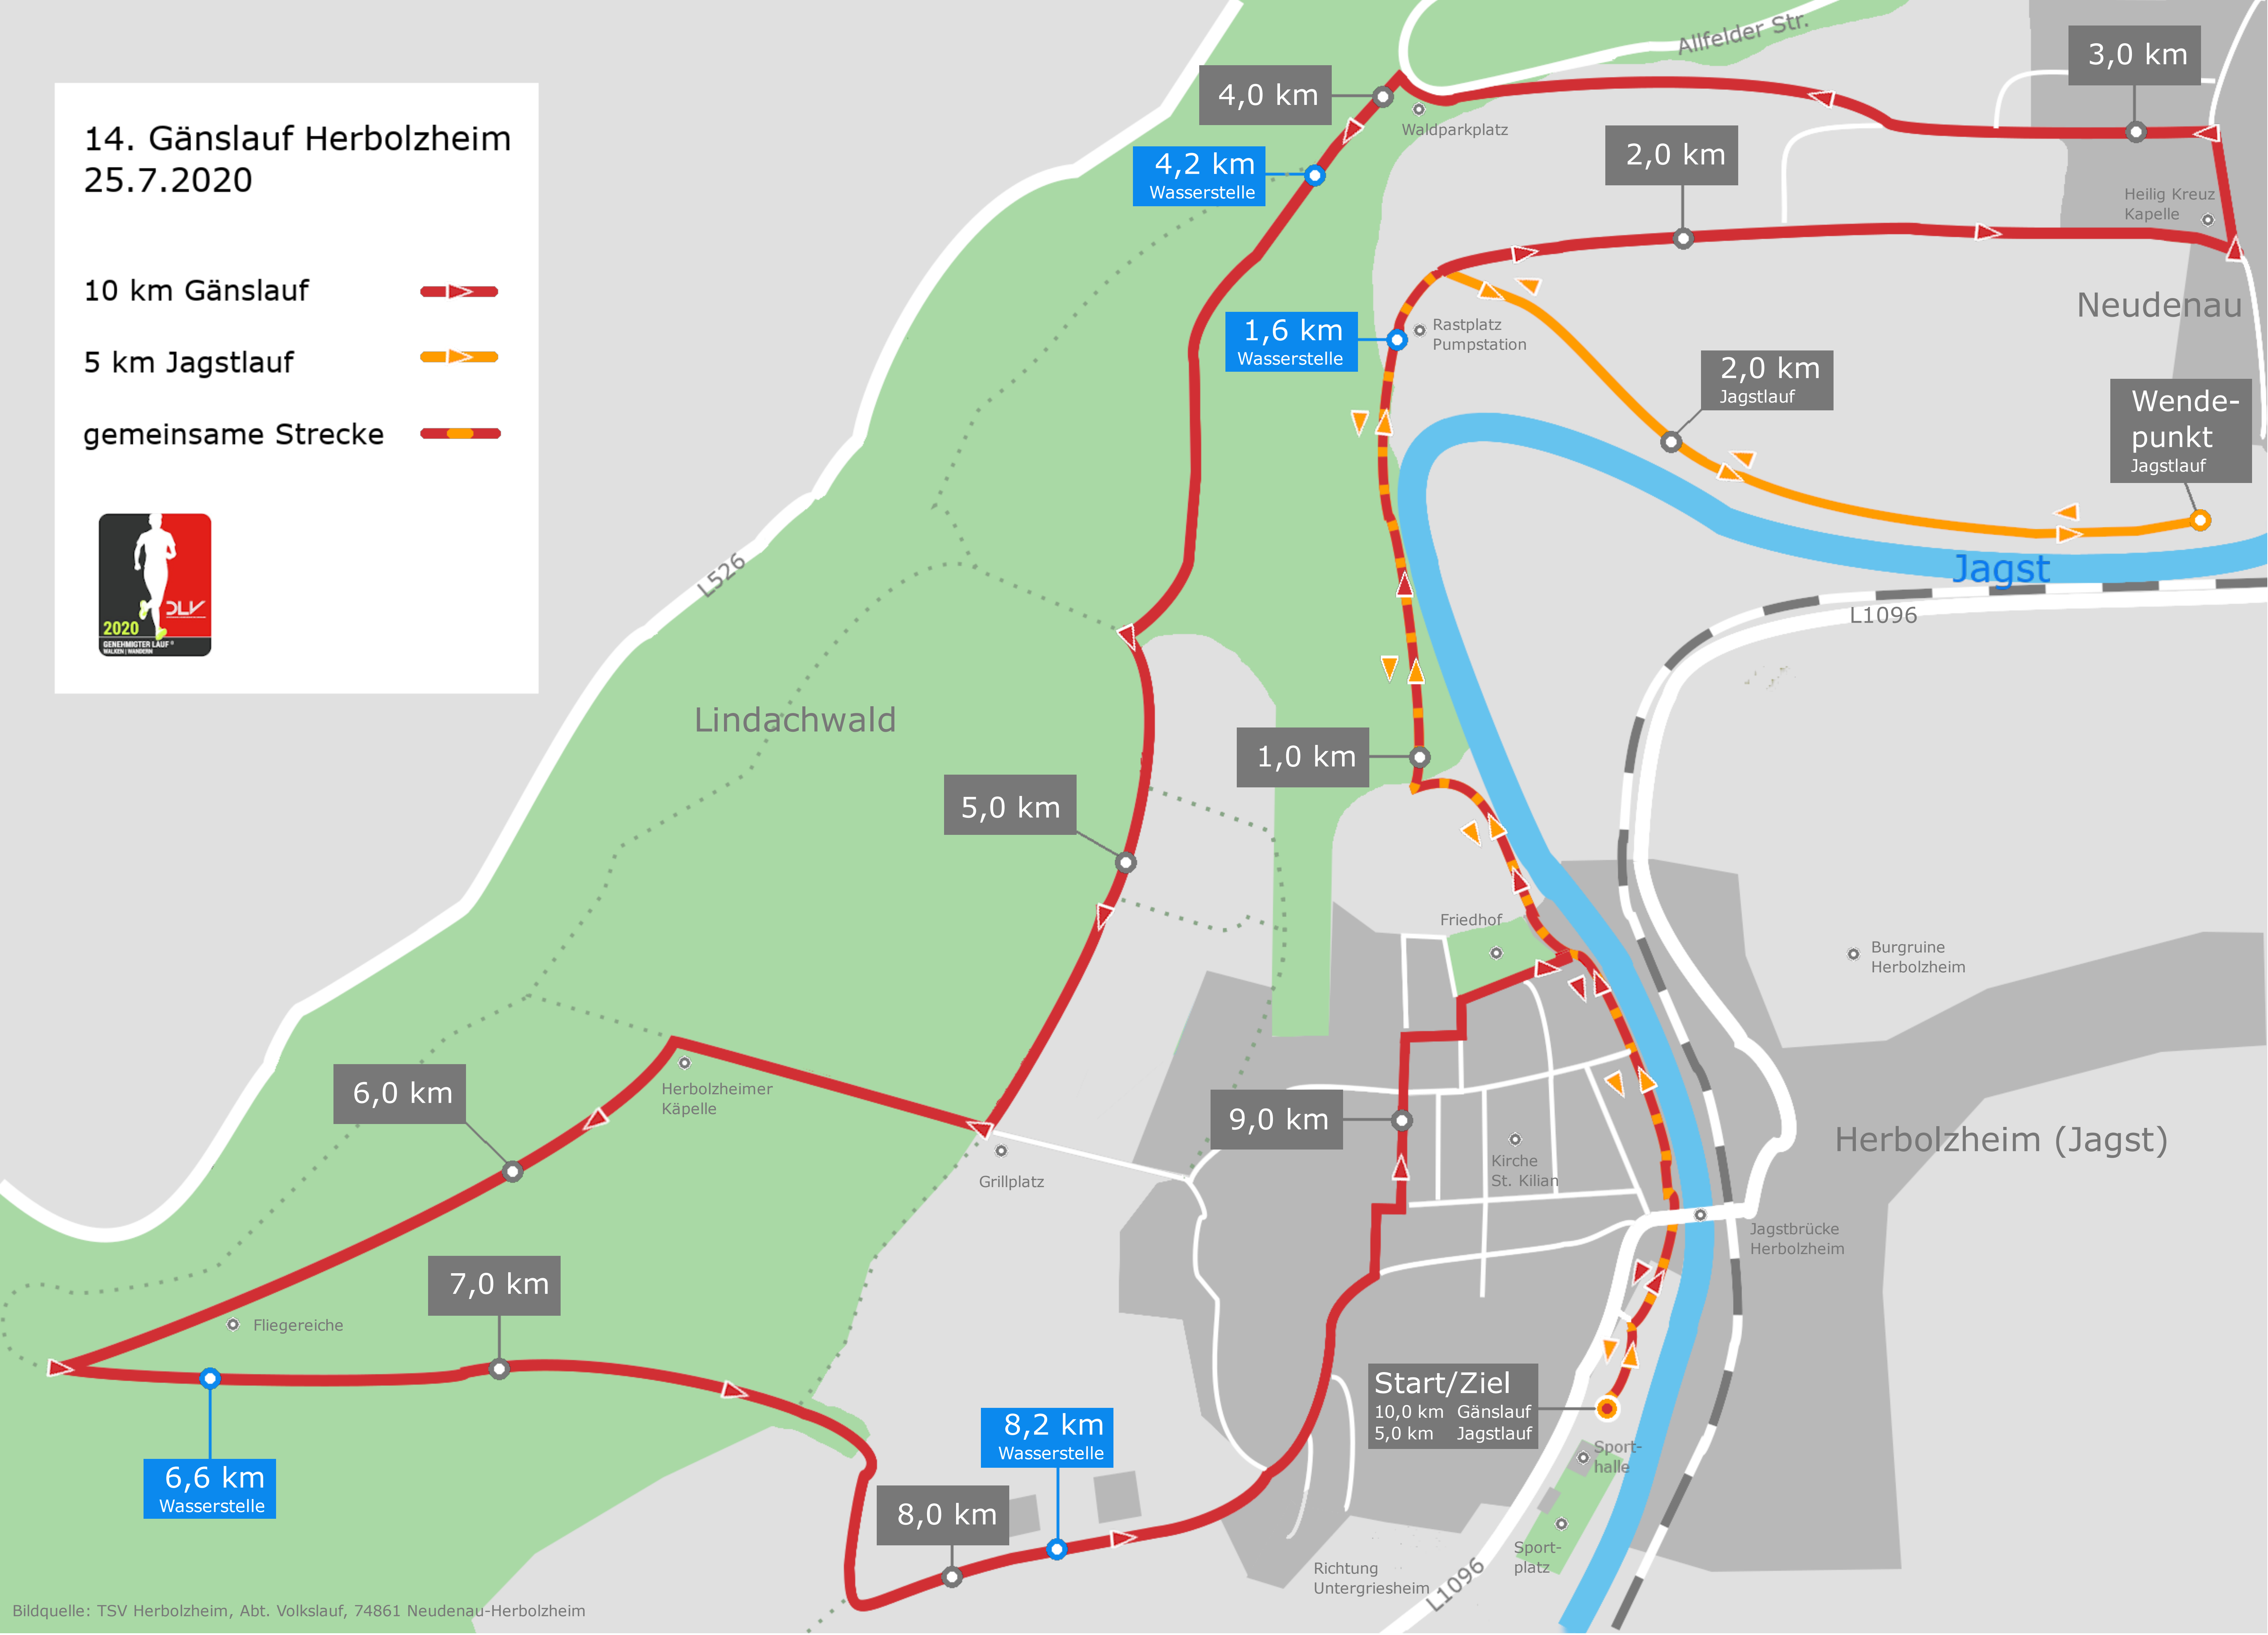 14. Gänslauf Herbolzheim
25.7.2020
10 km Gänslauf
5 km Jagstlauf
gemeinsame Strecke
DLV
2020
GENEHMIGTER LAUF®
WALKEN | WANDERN
Allfelder Str.
3,0 km
4,0 km
Waldparkplatz
2,0 km
4,2 km
Wasserstelle
Heilig Kreuz
Kapelle
Neudenau
1,6 km
Wasserstelle
Rastplatz
Pumpstation
2,0 km
Jagstlauf
Wende-
punkt
Jagstlauf
L526
Jagst
L1096
Lindachwald
1,0 km
5,0 km
Friedhof
Burgruine
Herbolzheim
6,0 km
Herbolzheimer
Käpelle
9,0 km
Grillplatz
Kirche
St. Kilian
Herbolzheim (Jagst)
Jagstbrücke
Herbolzheim
7,0 km
Fliegereiche
Start/Ziel
10,0 km Gänslauf
5,0 km Jagstlauf
8,2 km
Wasserstelle
Sport-
halle
6,6 km
Wasserstelle
8,0 km
Sport-
platz
Richtung
Untergriesheim
L1096
Bildquelle: TSV Herbolzheim, Abt. Volkslauf, 74861 Neudenau-Herbolzheim